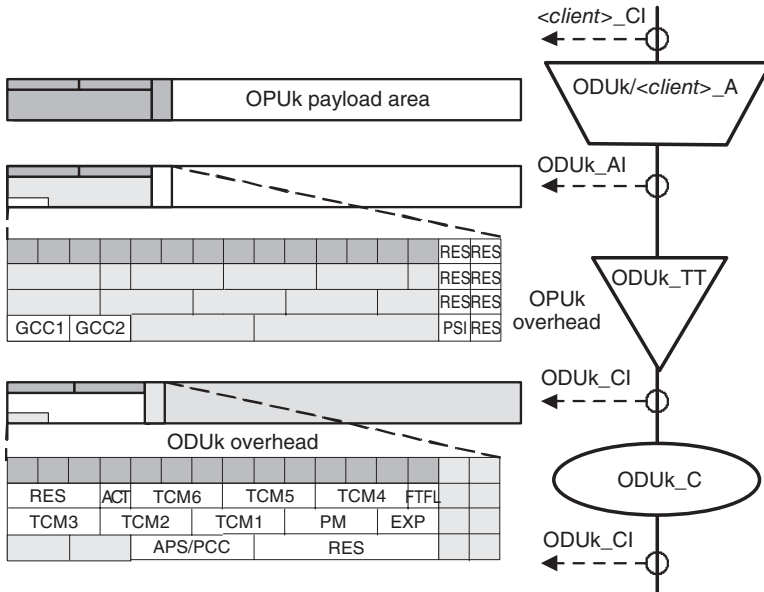 <client>_CI
OPUk payload area
ODUk/<client>_A
ODUk_AI
RES RES
RES RES
RES RES
GCC1 GCC2 PSI RES
OPUk
overhead
ODUk_TT
ODUk_CI
ODUk overhead
RES ACT TCM6 TCM5 TCM4 FTFL
TCM3 TCM2 TCM1 PM EXP
APS/PCC RES
ODUk_C
ODUk_CI